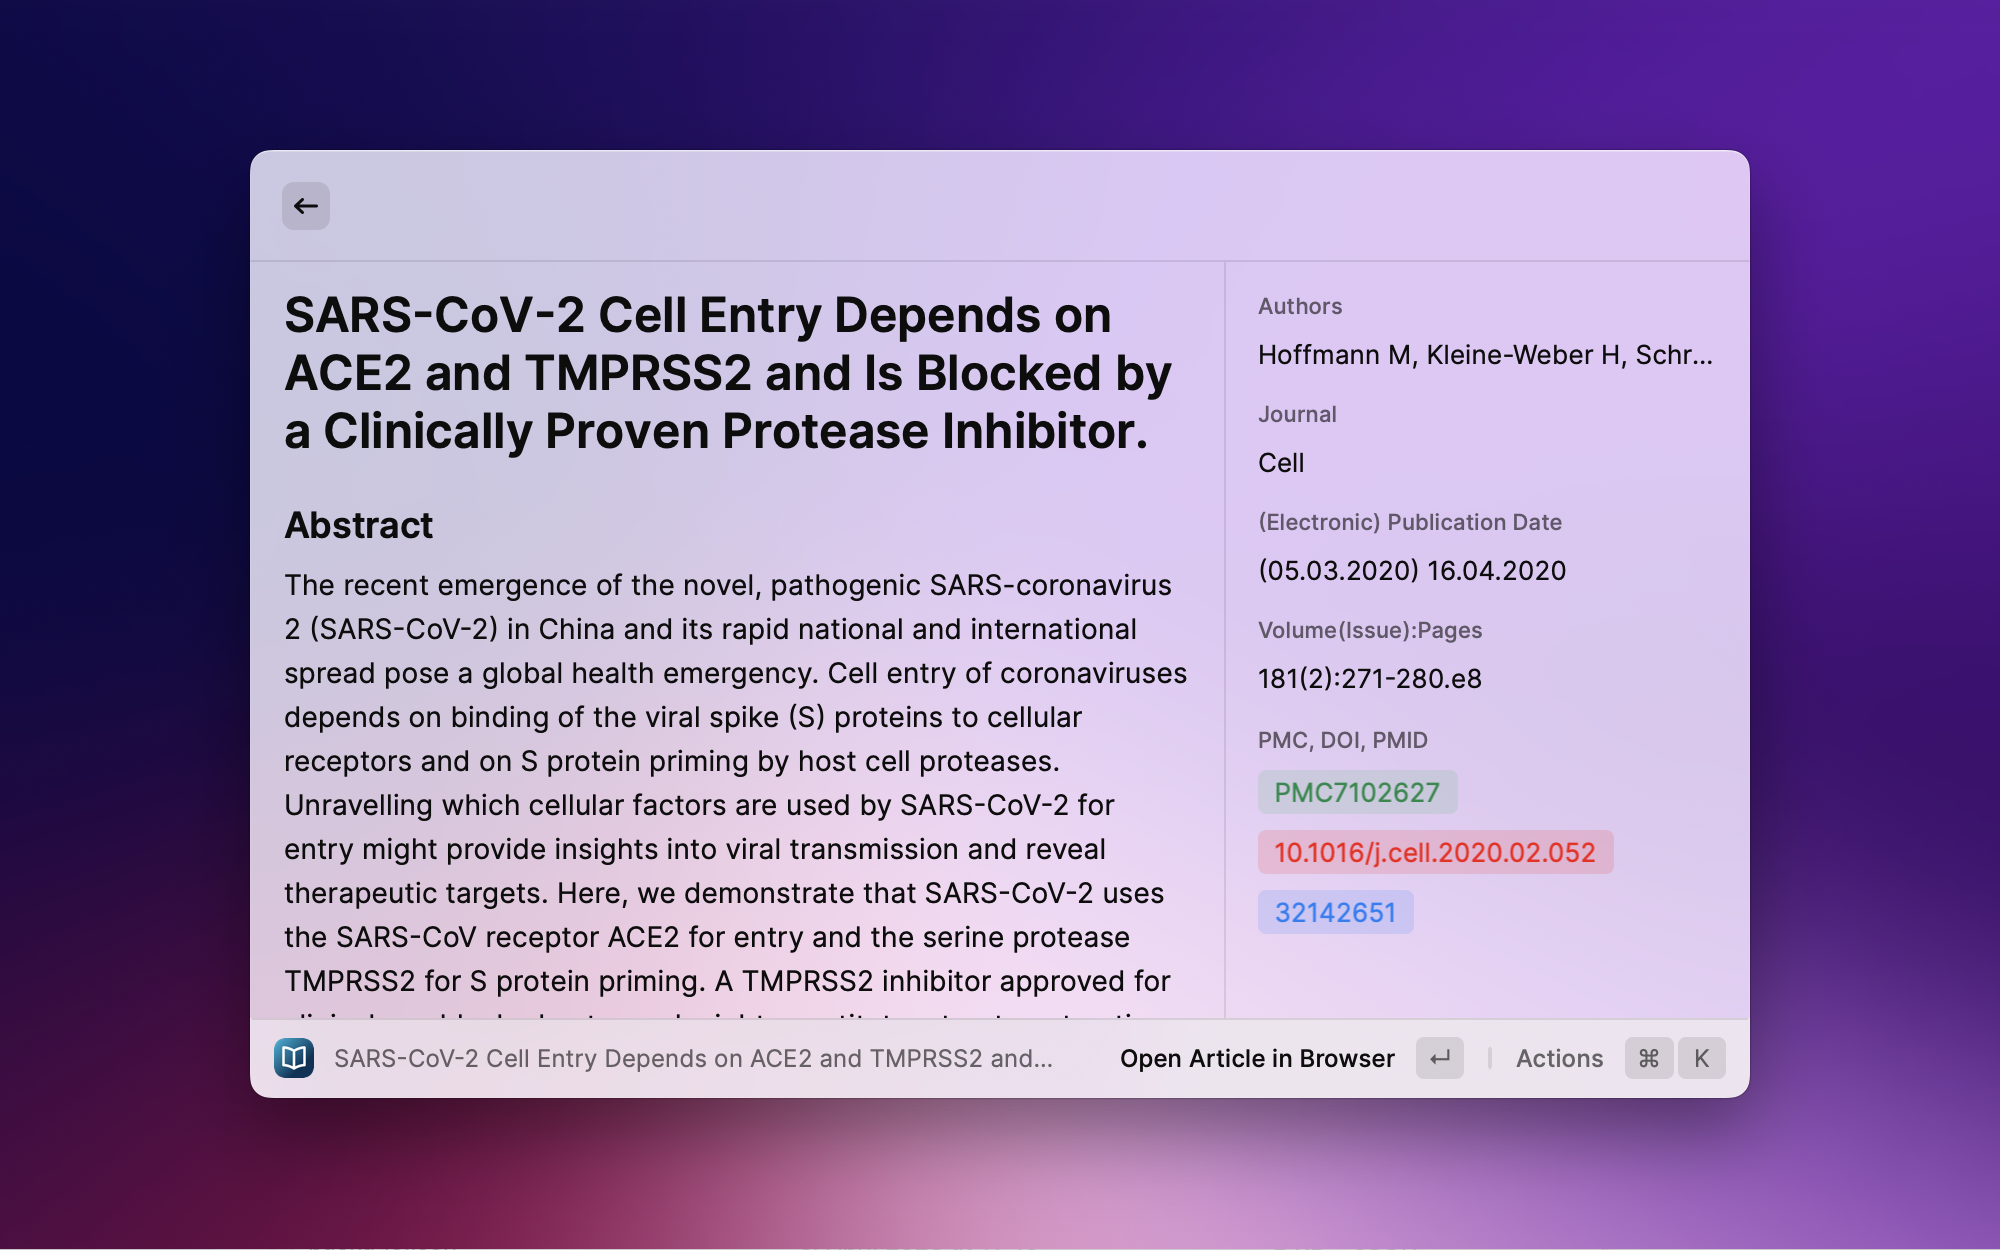 SARS-CoV-2 Cell Entry Depends on
ACE2 and TMPRSS2 and Is Blocked by
a Clinically Proven Protease Inhibitor.
Abstract
The recent emergence of the novel, pathogenic SARS-coronavirus
2 (SARS-CoV-2) in China and its rapid national and international
spread pose a global health emergency. Cell entry of coronaviruses
depends on binding of the viral spike (S) proteins to cellular
receptors and on S protein priming by host cell proteases.
Unravelling which cellular factors are used by SARS-CoV-2 for
entry might provide insights into viral transmission and reveal
therapeutic targets. Here, we demonstrate that SARS-CoV-2 uses
the SARS-CoV receptor ACE2 for entry and the serine protease
TMPRSS2 for S protein priming. A TMPRSS2 inhibitor approved for
Authors
Hoffmann M, Kleine-Weber H, Schr...
Journal
Cell
(Electronic) Publication Date
(05.03.2020) 16.04.2020
Volume(Issue):Pages
181(2):271-280.e8
PMC, DOI, PMID
PMC7102627
10.1016/j.cell.2020.02.052
32142651
SARS-CoV-2 Cell Entry Depends on ACE2 and TMPRSS2 and...
Open Article in Browser ↵ | Actions ⌘ K